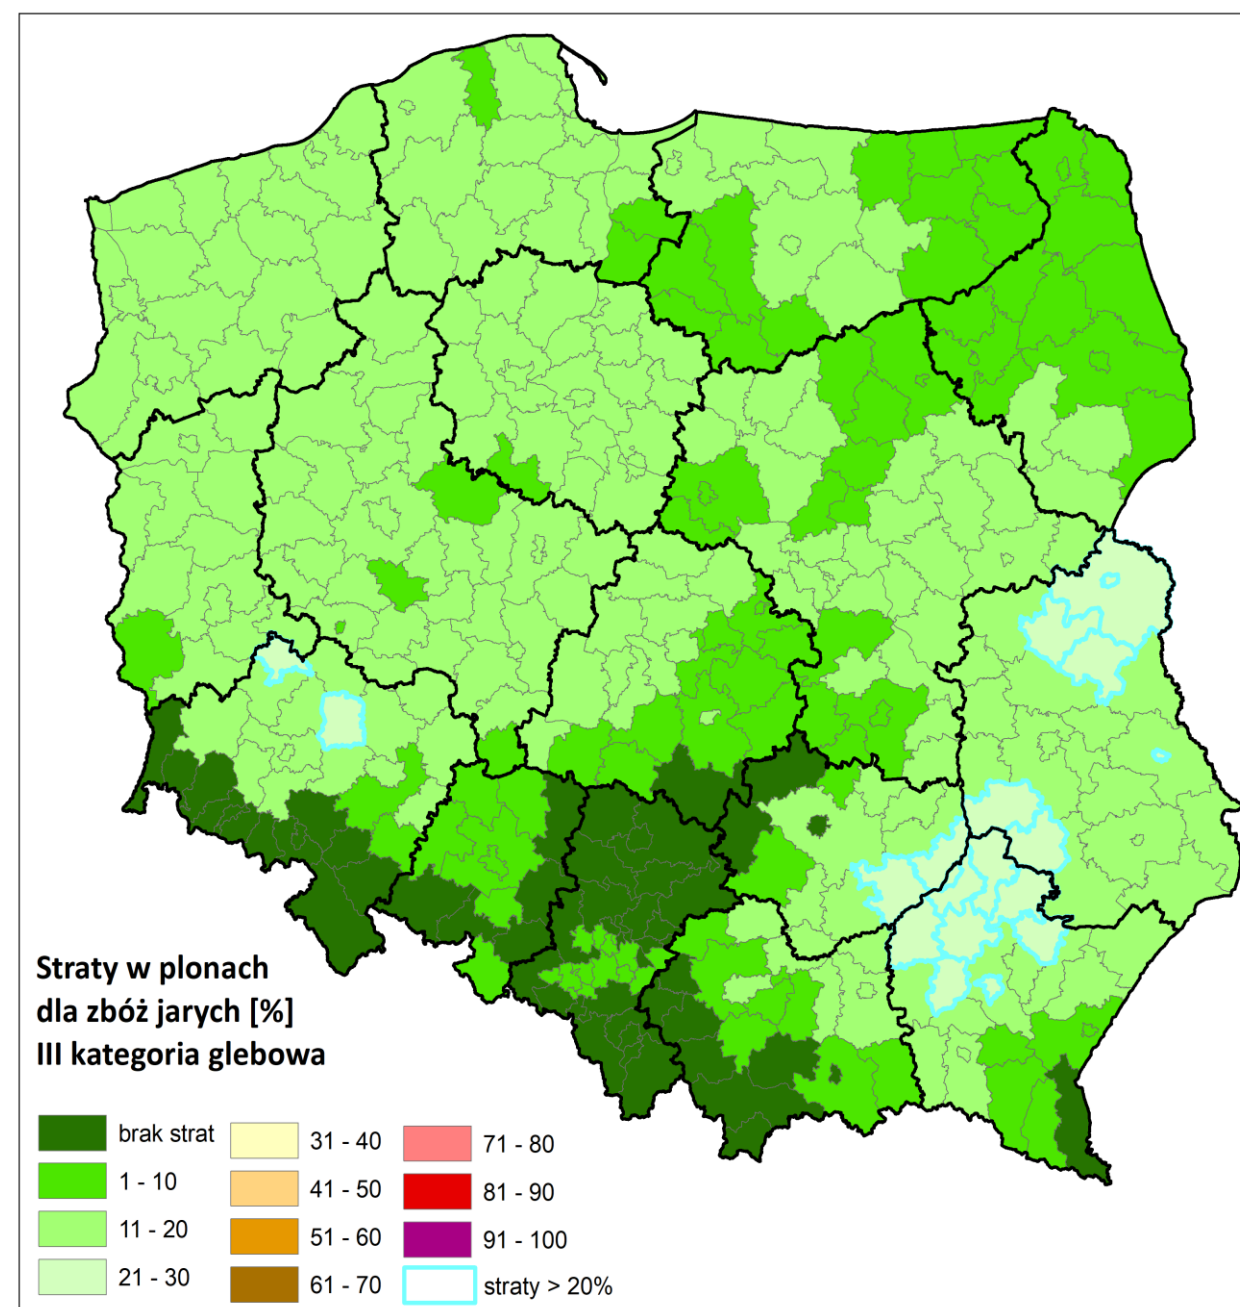 Straty w plonach
dla zbóż jarych [%]
III kategoria glebowa
brak strat
1 - 10
11 - 20
21 - 30
31 - 40
41 - 50
51 - 60
61 - 70
71 - 80
81 - 90
91 - 100
straty > 20%